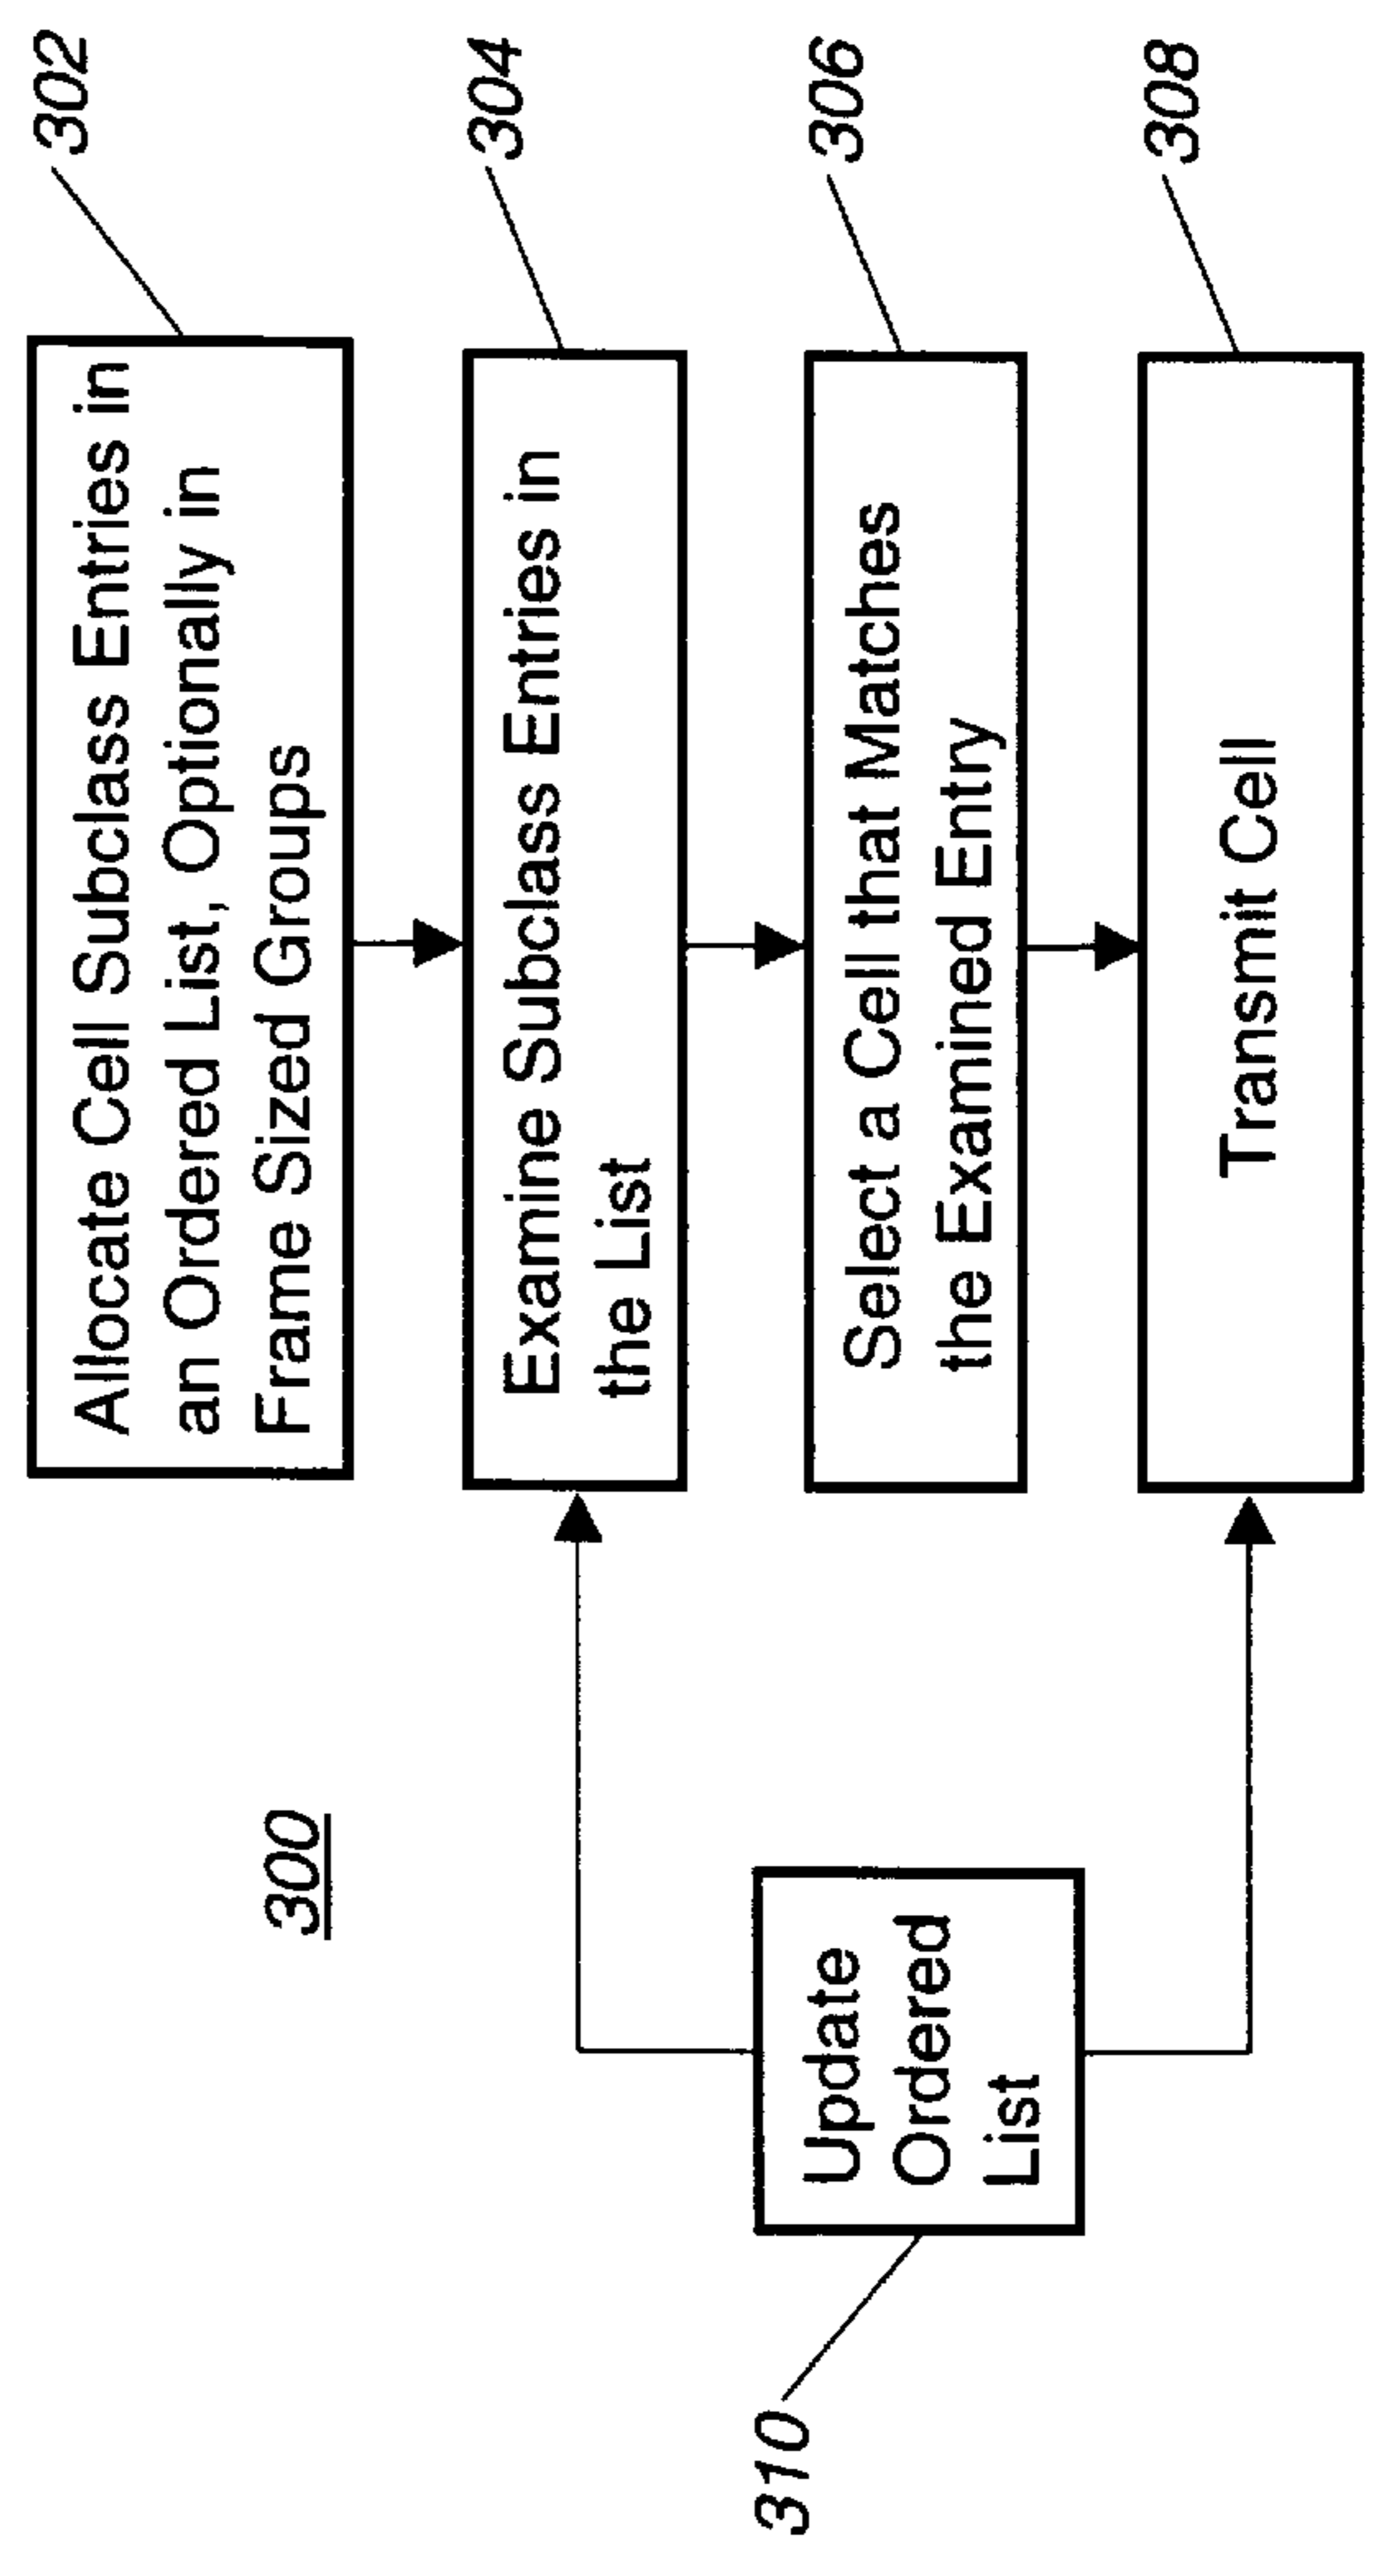 300
302
Allocate Cell Subclass Entries in
an Ordered List, Optionally in
Frame Sized Groups
304
Examine Subclass Entries in
the List
306
Select a Cell that Matches
the Examined Entry
308
Transmit Cell
310
Update
Ordered
List